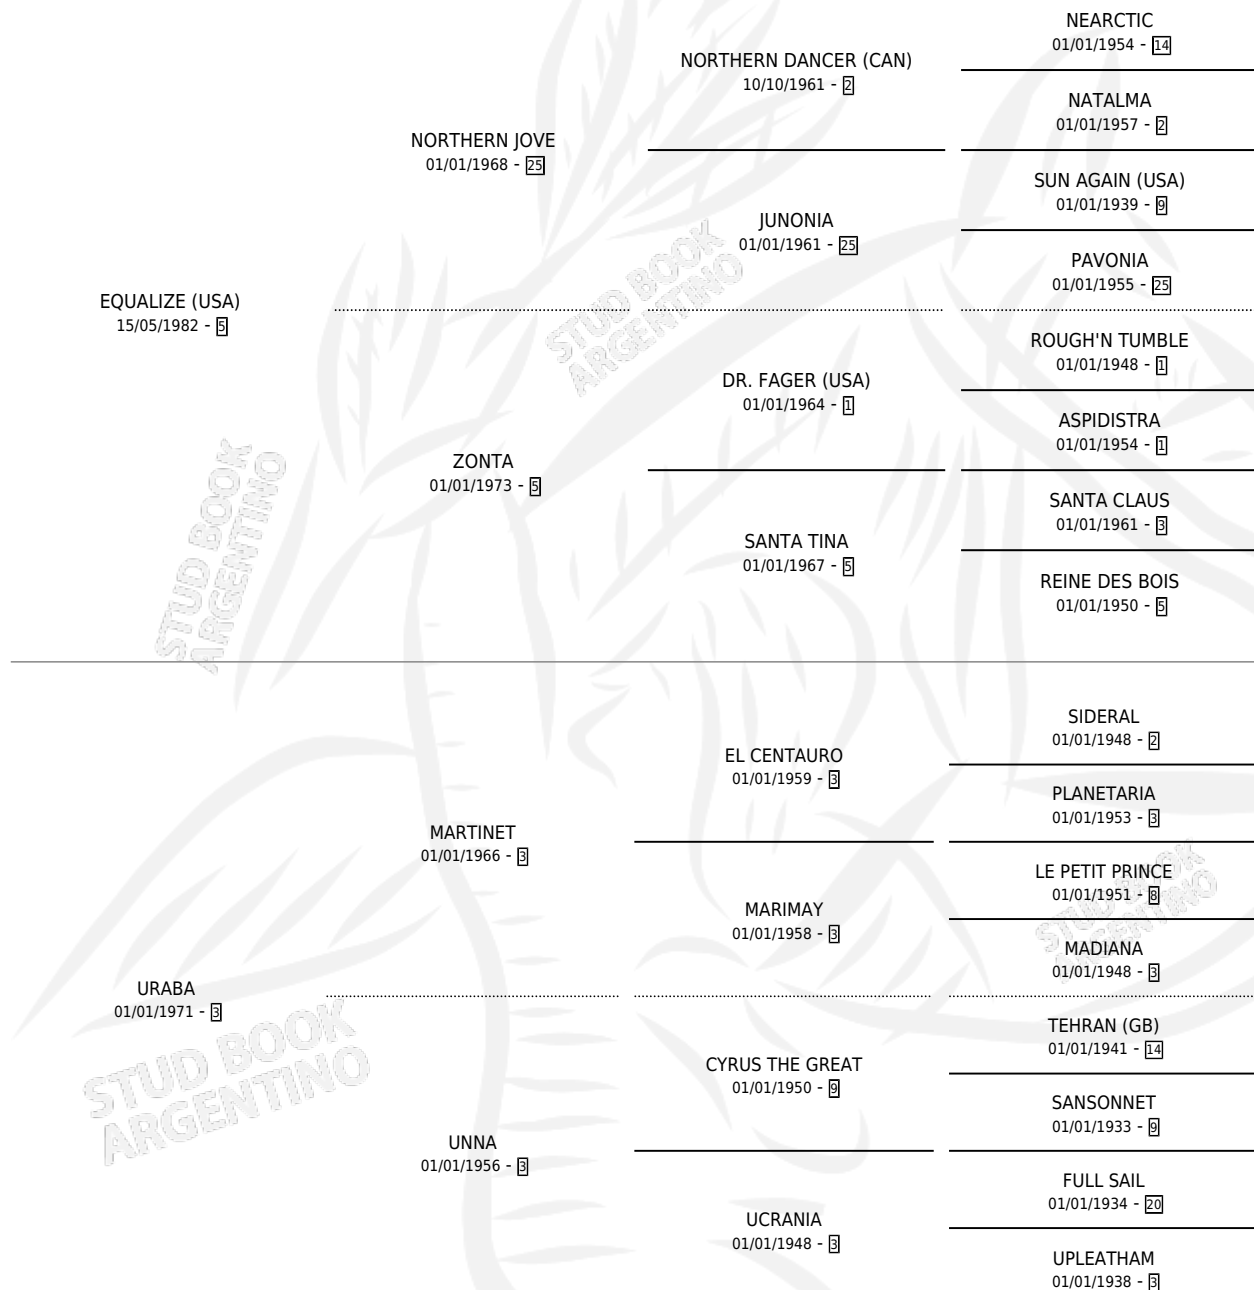 NEARCTIC
01/01/1954 - 14
NORTHERN DANCER (CAN)
10/10/1961 - 2
NATALMA
01/01/1957 - 2
NORTHERN JOVE
01/01/1968 - 25
SUN AGAIN (USA)
01/01/1939 - 9
JUNONIA
01/01/1961 - 25
PAVONIA
01/01/1955 - 25
EQUALIZE (USA)
15/05/1982 - 5
ROUGH'N TUMBLE
01/01/1948 - 1
DR. FAGER (USA)
01/01/1964 - 1
ASPIDISTRA
01/01/1954 - 1
ZONTA
01/01/1973 - 5
SANTA CLAUS
01/01/1961 - 3
SANTA TINA
01/01/1967 - 5
REINE DES BOIS
01/01/1950 - 5
SIDERAL
01/01/1948 - 2
EL CENTAURO
01/01/1959 - 3
PLANETARIA
01/01/1953 - 3
MARTINET
01/01/1966 - 3
LE PETIT PRINCE
01/01/1951 - 8
MARIMAY
01/01/1958 - 3
MADIANA
01/01/1948 - 3
URABA
01/01/1971 - 3
TEHRAN (GB)
01/01/1941 - 14
CYRUS THE GREAT
01/01/1950 - 9
SANSONNET
01/01/1933 - 9
UNNA
01/01/1956 - 3
FULL SAIL
01/01/1934 - 20
UCRANIA
01/01/1948 - 3
UPLEATHAM
01/01/1938 - 3
STUD BOOK
ARGENTINO
STUD BOOK
ARGENTINO
STUD BOOK
ARGENTINO
STUD BOOK
ARGENTINO